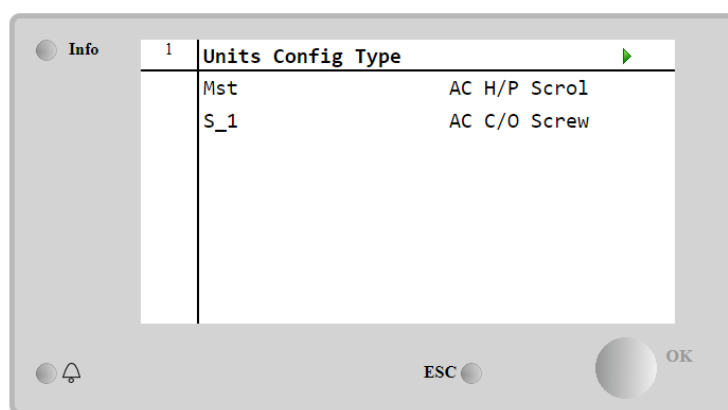 Info
1 Units Config Type
Mst AC H/P Scrol
S_1 AC C/O Screw
ESC
OK